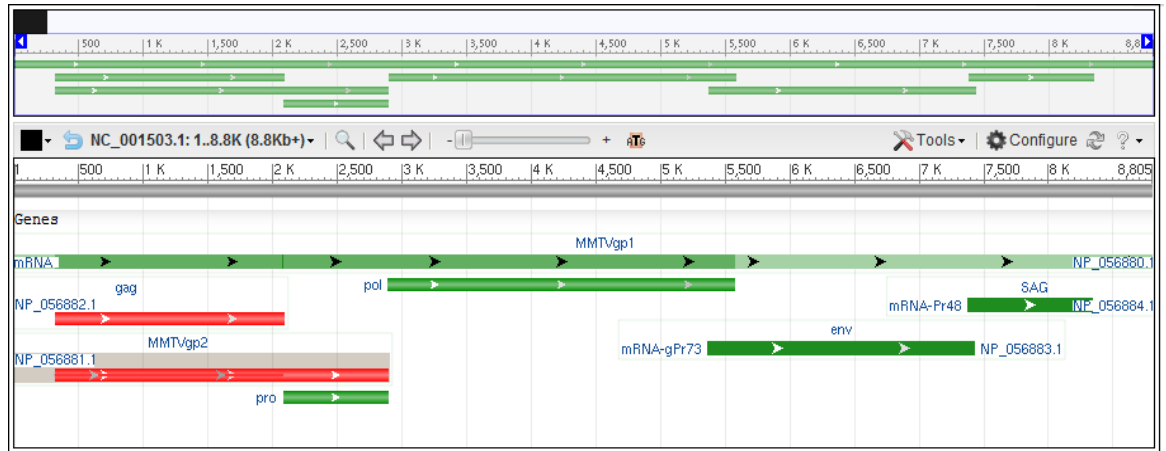 500 1 K 1,500 2 K 2,500 3 K 3,500 4 K 4,500 5 K 5,500 6 K 6,500 7 K 7,500 8 K 8,8
NC_001503.1: 1..8.8K (8.8Kb+) - + ATG Tools Configure ?
1 500 1 K 1,500 2 K 2,500 3 K 3,500 4 K 4,500 5 K 5,500 6 K 6,500 7 K 7,500 8 K 8,805
Genes
MMTVgp1
mRNA NP_056880.1
gag pol SAG
NP_056882.1 mRNA-Pr48 NP_056884.1
env
MMTVgp2 mRNA-gPr73 NP_056883.1
NP_056881.1
pro